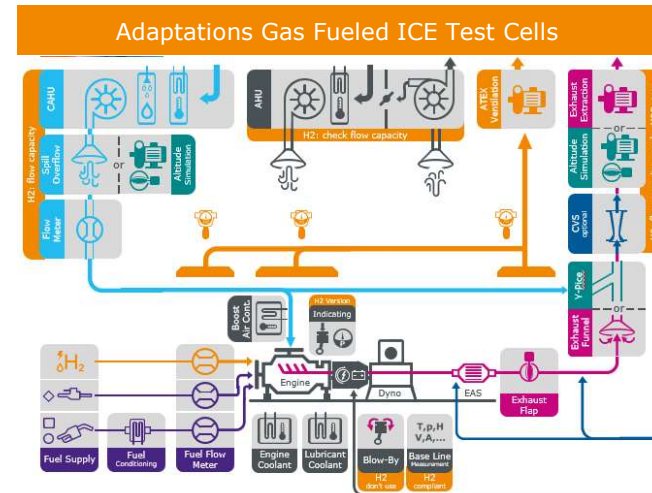 Adaptations Gas Fueled ICE Test Cells
H2: flow capacity
CAHU
Spill
Overflow
or
Altitude
Simulation
Flow
Meter
AHU
H2: check flow capacity
ATEX
Ventilation
Exhaust
Extraction
or
Altitude
Simulation
CVS
optional
Y-Pice
or
Exhaust
Funnel
Boost
Air Cont.
H2 Version
Indicating
P
H2
Engine
Dyno
EAS
Exhaust
Flap
Fuel Supply
Fuel
Conditioning
Fuel Flow
Meter
Engine
Coolant
Lubricant
Coolant
Blow-By
H2
don't use
T,p,H
V,A,...
Base Line
Measurement
H2
compliant